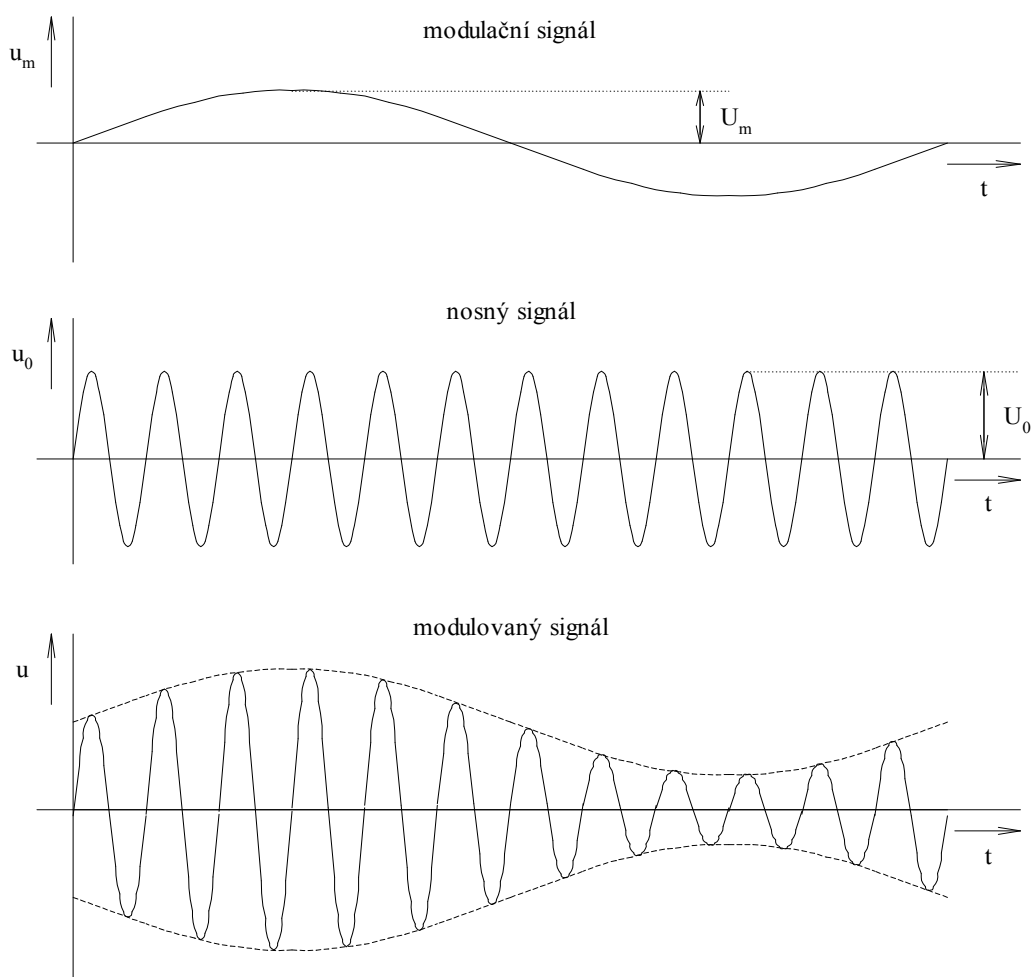 modulační signál
u_m
U_m
t
nosný signál
u_0
U_0
t
modulovaný signál
u
t